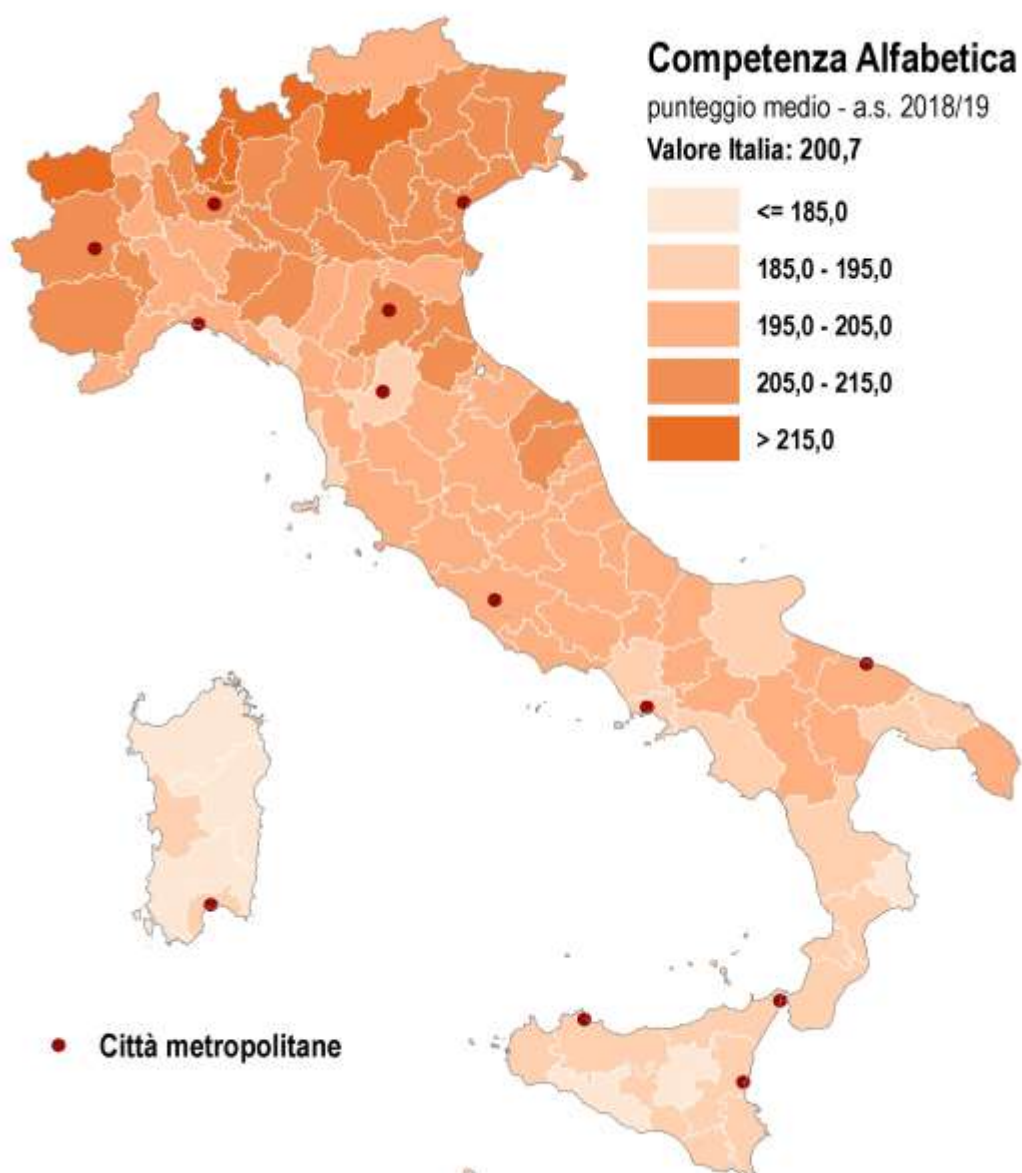 Competenza Alfabetica
punteggio medio - a.s. 2018/19
Valore Italia: 200,7
<= 185,0
185,0 - 195,0
195,0 - 205,0
205,0 - 215,0
> 215,0
Città metropolitane